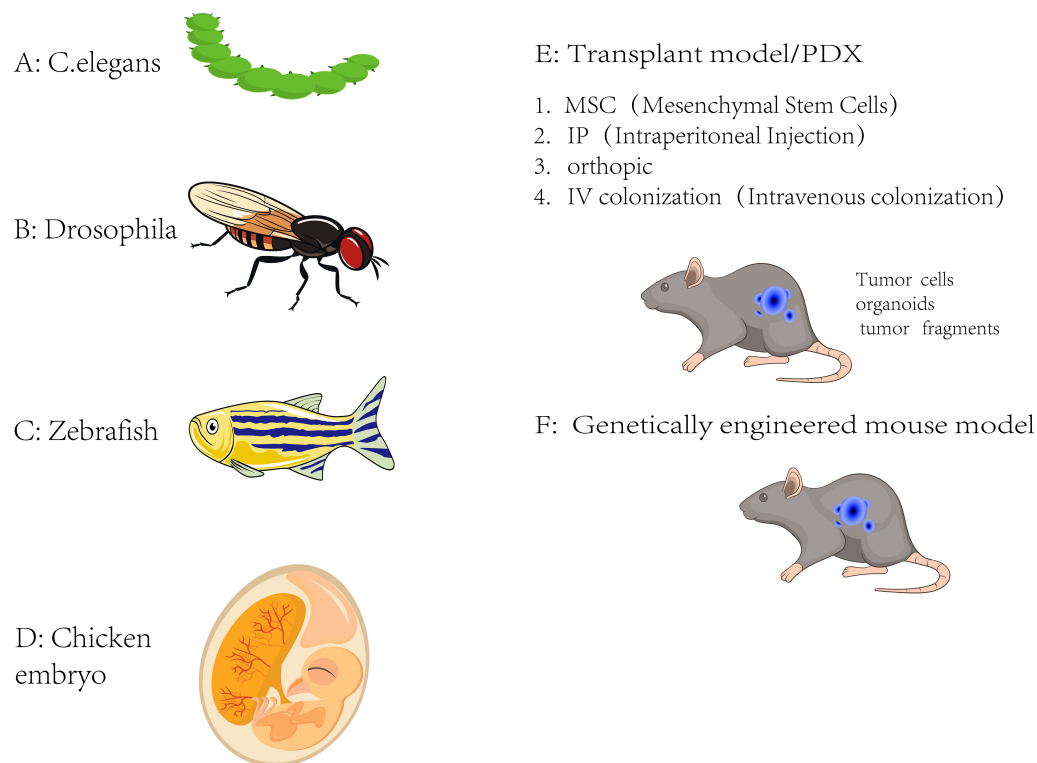 A: C.elegans
B: Drosophila
C: Zebrafish
D: Chicken
embryo
E: Transplant model/PDX
1. MSC（Mesenchymal Stem Cells）
2. IP（Intraperitoneal Injection）
3. orthopic
4. IV colonization（Intravenous colonization）
Tumor cells
organoids
tumor fragments
F: Genetically engineered mouse model